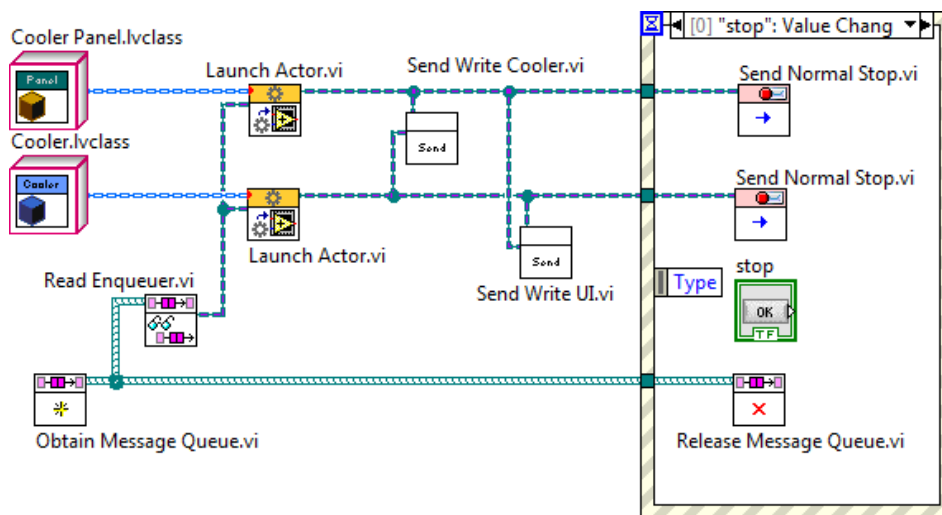 Cooler Panel.lvclass
Panel
Launch Actor.vi
Send Write Cooler.vi
Send
[0] "stop": Value Chang
Send Normal Stop.vi
Cooler.lvclass
Cooler
Launch Actor.vi
Send
Send Write UI.vi
Send Normal Stop.vi
Read Enqueuer.vi
Type
stop
OK
TF
Obtain Message Queue.vi
Release Message Queue.vi